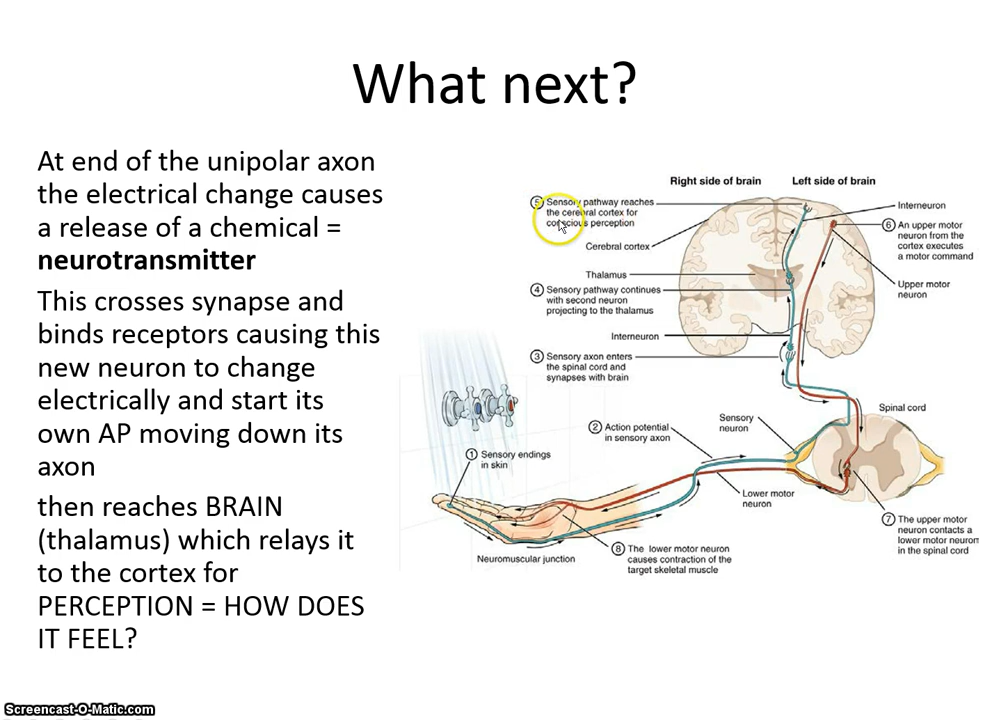 What next?
At end of the unipolar axon
the electrical change causes
a release of a chemical =
neurotransmitter
This crosses synapse and
binds receptors causing this
new neuron to change
electrically and start its
own AP moving down its
axon
then reaches BRAIN
(thalamus) which relays it
to the cortex for
PERCEPTION = HOW DOES
IT FEEL?
Right side of brain
Left side of brain
5 Sensory pathway reaches
the cerebral cortex for
conscious perception
Cerebral cortex
Thalamus
4 Sensory pathway continues
with second neuron
projecting to the thalamus
Interneuron
3 Sensory axon enters
the spinal cord and
synapses with brain
Interneuron
6 An upper motor
neuron from the
cortex executes
a motor command
Upper motor
neuron
Spinal cord
Sensory
neuron
2 Action potential
in sensory axon
1 Sensory endings
in skin
Lower motor
neuron
7 The upper motor
neuron contacts a
lower motor neuron
in the spinal cord
Neuromuscular junction
8 The lower motor neuron
causes contraction of the
target skeletal muscle
Screencast-O-Matic.com